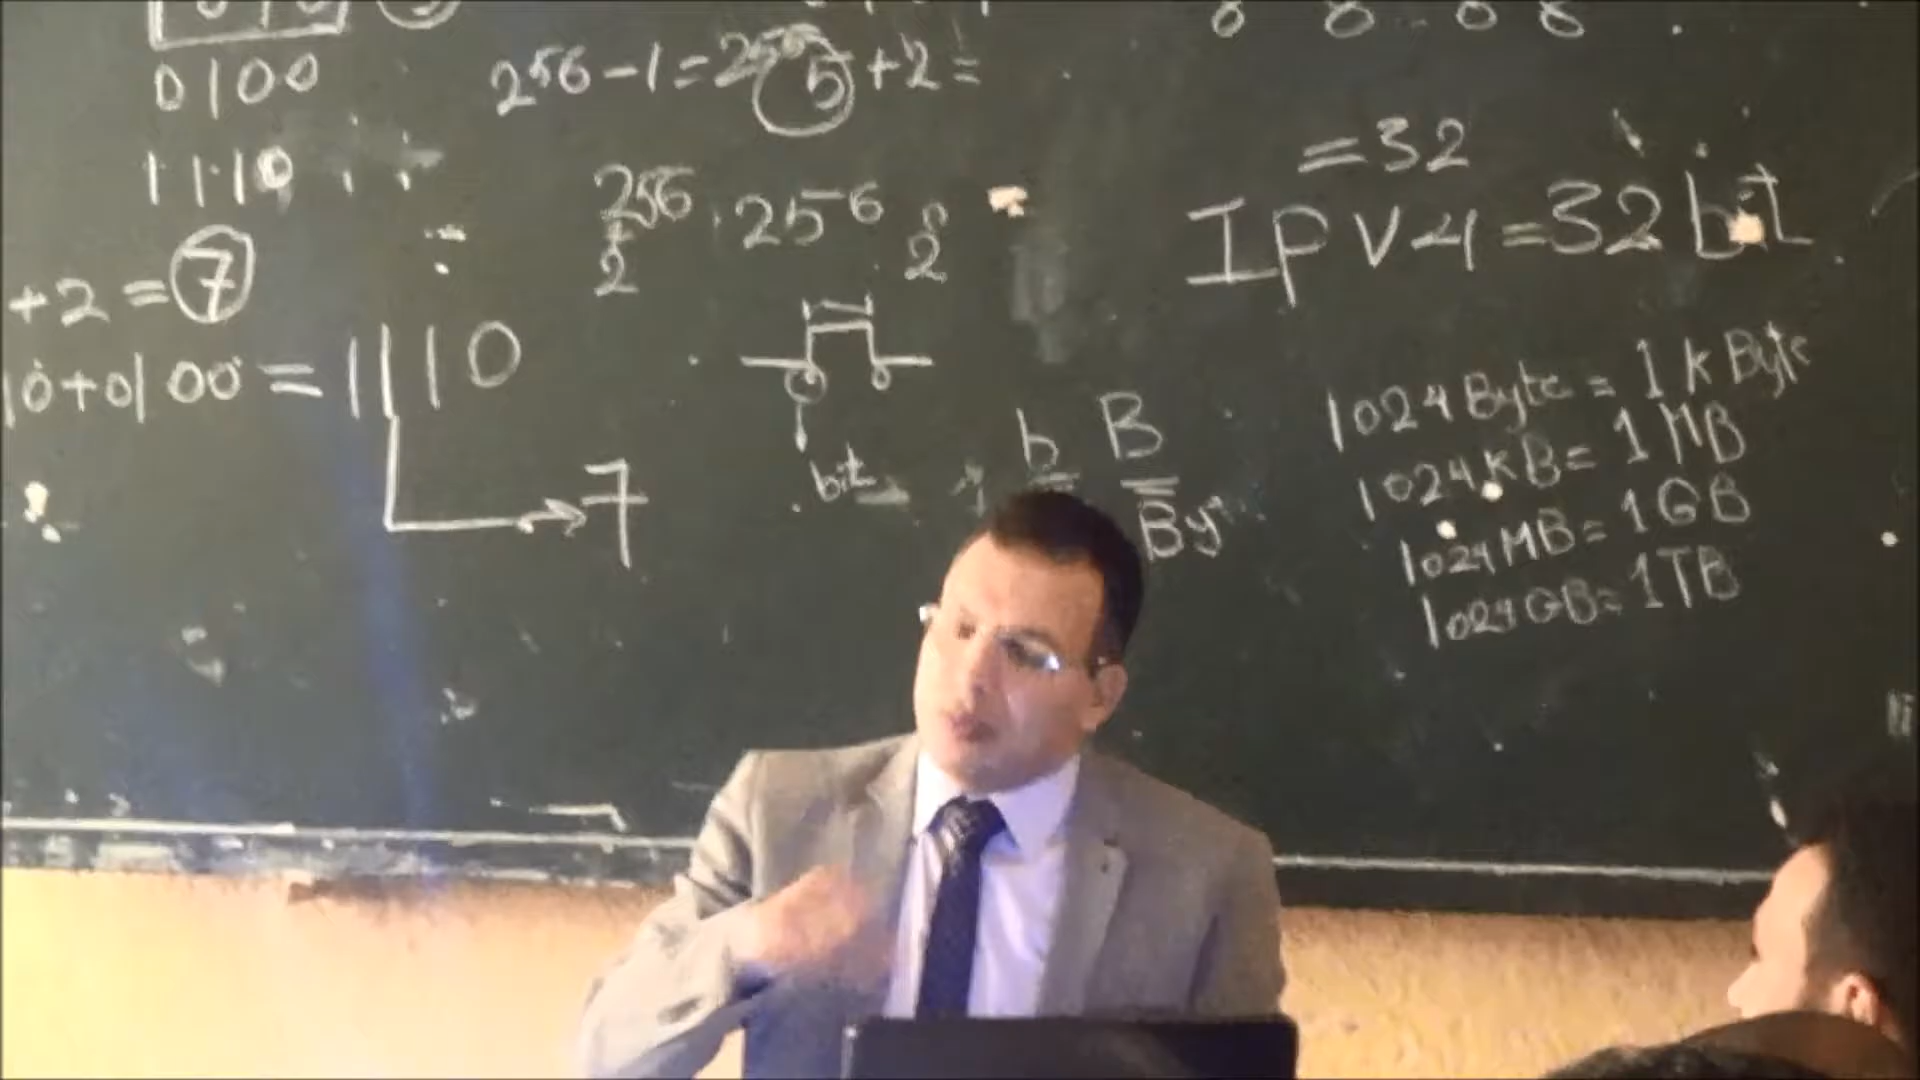 0100
1110
+2 = 7
10+0100 = 1110
7
256-1=255+2=
256 256 8
2 2
bit
b B
By
8 8 8 8
=32
IPV4=32 bit
1024 Byte = 1 K Byte
1024 KB = 1 MB
1024 MB = 1 GB
1024 GB = 1 TB